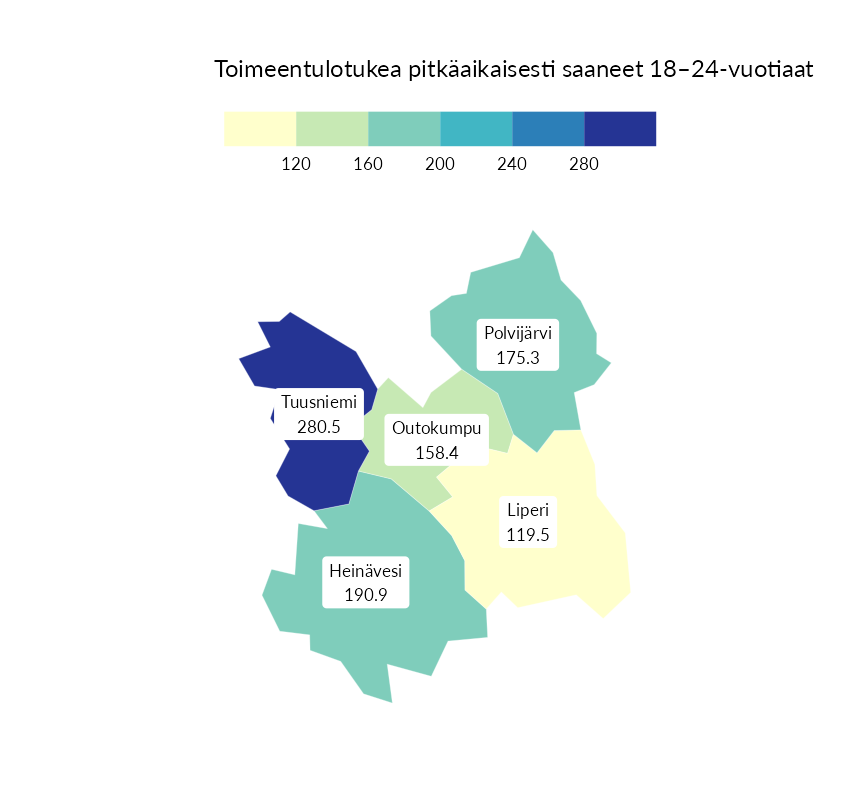 Toimeentulotukea pitkäaikaisesti saaneet 18–24-vuotiaat
120 160 200 240 280
Polvijärvi
175.3
Tuusniemi
280.5
Outokumpu
158.4
Liperi
119.5
Heinävesi
190.9